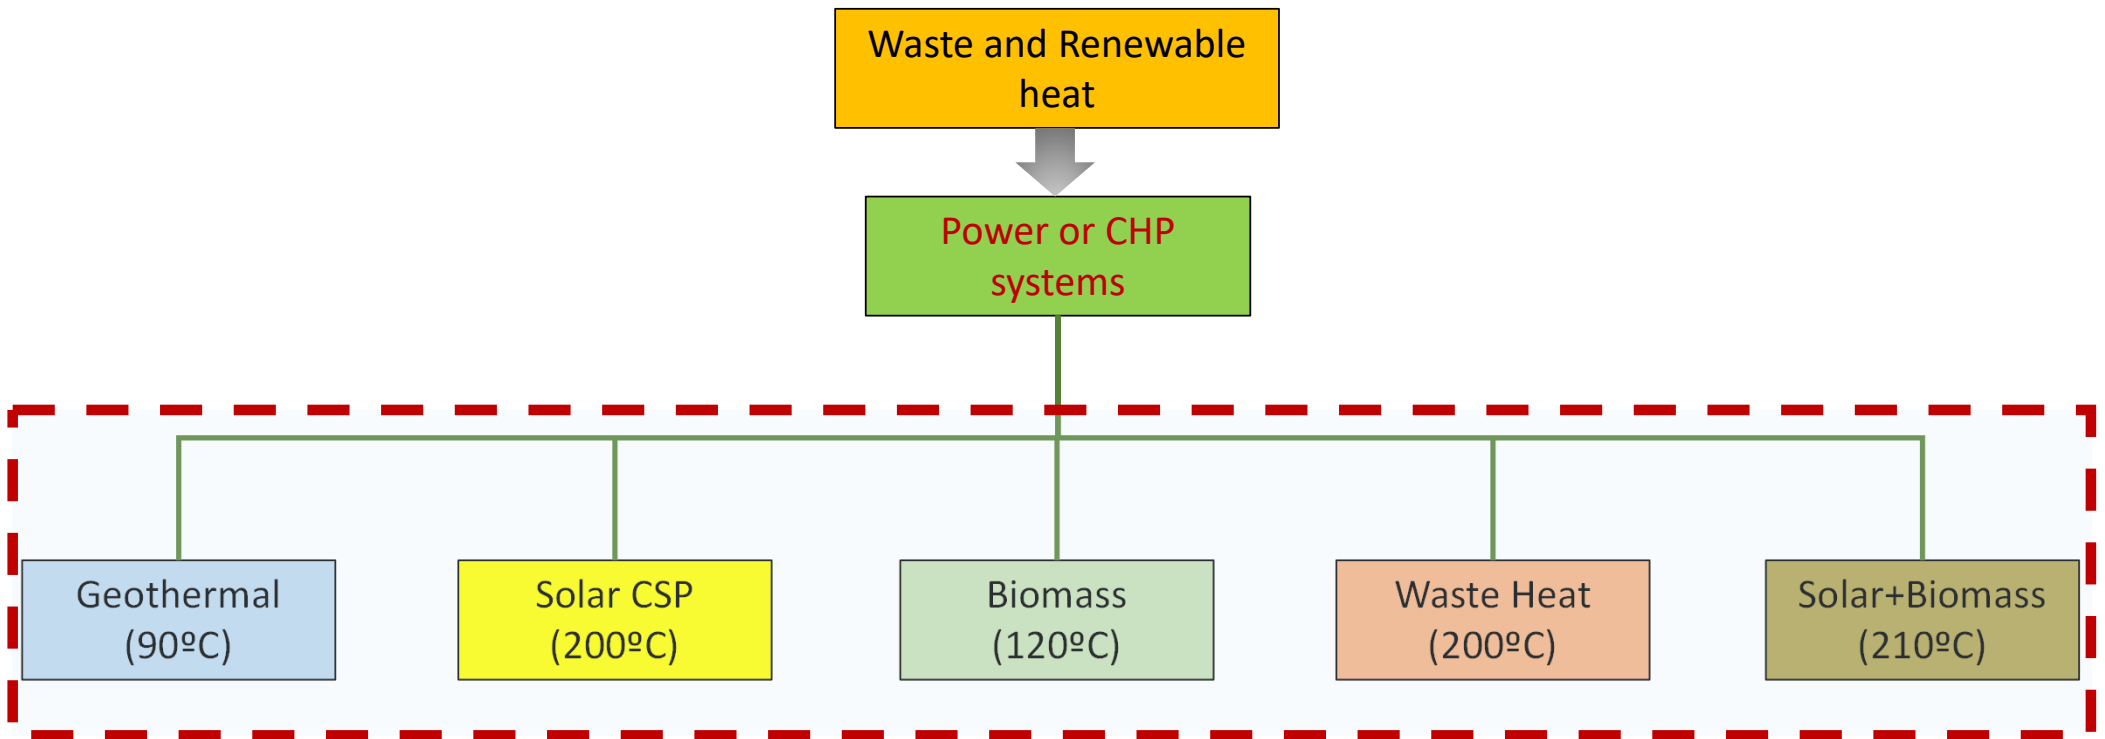 Waste and Renewable
heat
Power or CHP
systems
Geothermal
(90ºC)
Solar CSP
(200ºC)
Biomass
(120ºC)
Waste Heat
(200ºC)
Solar+Biomass
(210ºC)